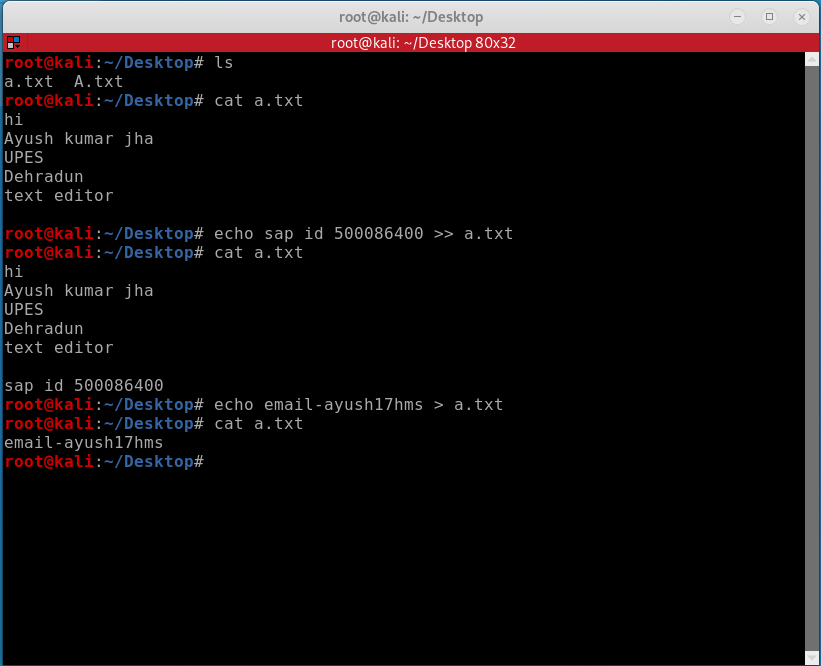 root@kali: ~/Desktop
root@kali: ~/Desktop 80x32
root@kali:~/Desktop# ls
a.txt  A.txt
root@kali:~/Desktop# cat a.txt
hi
Ayush kumar jha
UPES
Dehradun
text editor

root@kali:~/Desktop# echo sap id 500086400 >> a.txt
root@kali:~/Desktop# cat a.txt
hi
Ayush kumar jha
UPES
Dehradun
text editor

sap id 500086400
root@kali:~/Desktop# echo email-ayush17hms > a.txt
root@kali:~/Desktop# cat a.txt
email-ayush17hms
root@kali:~/Desktop#